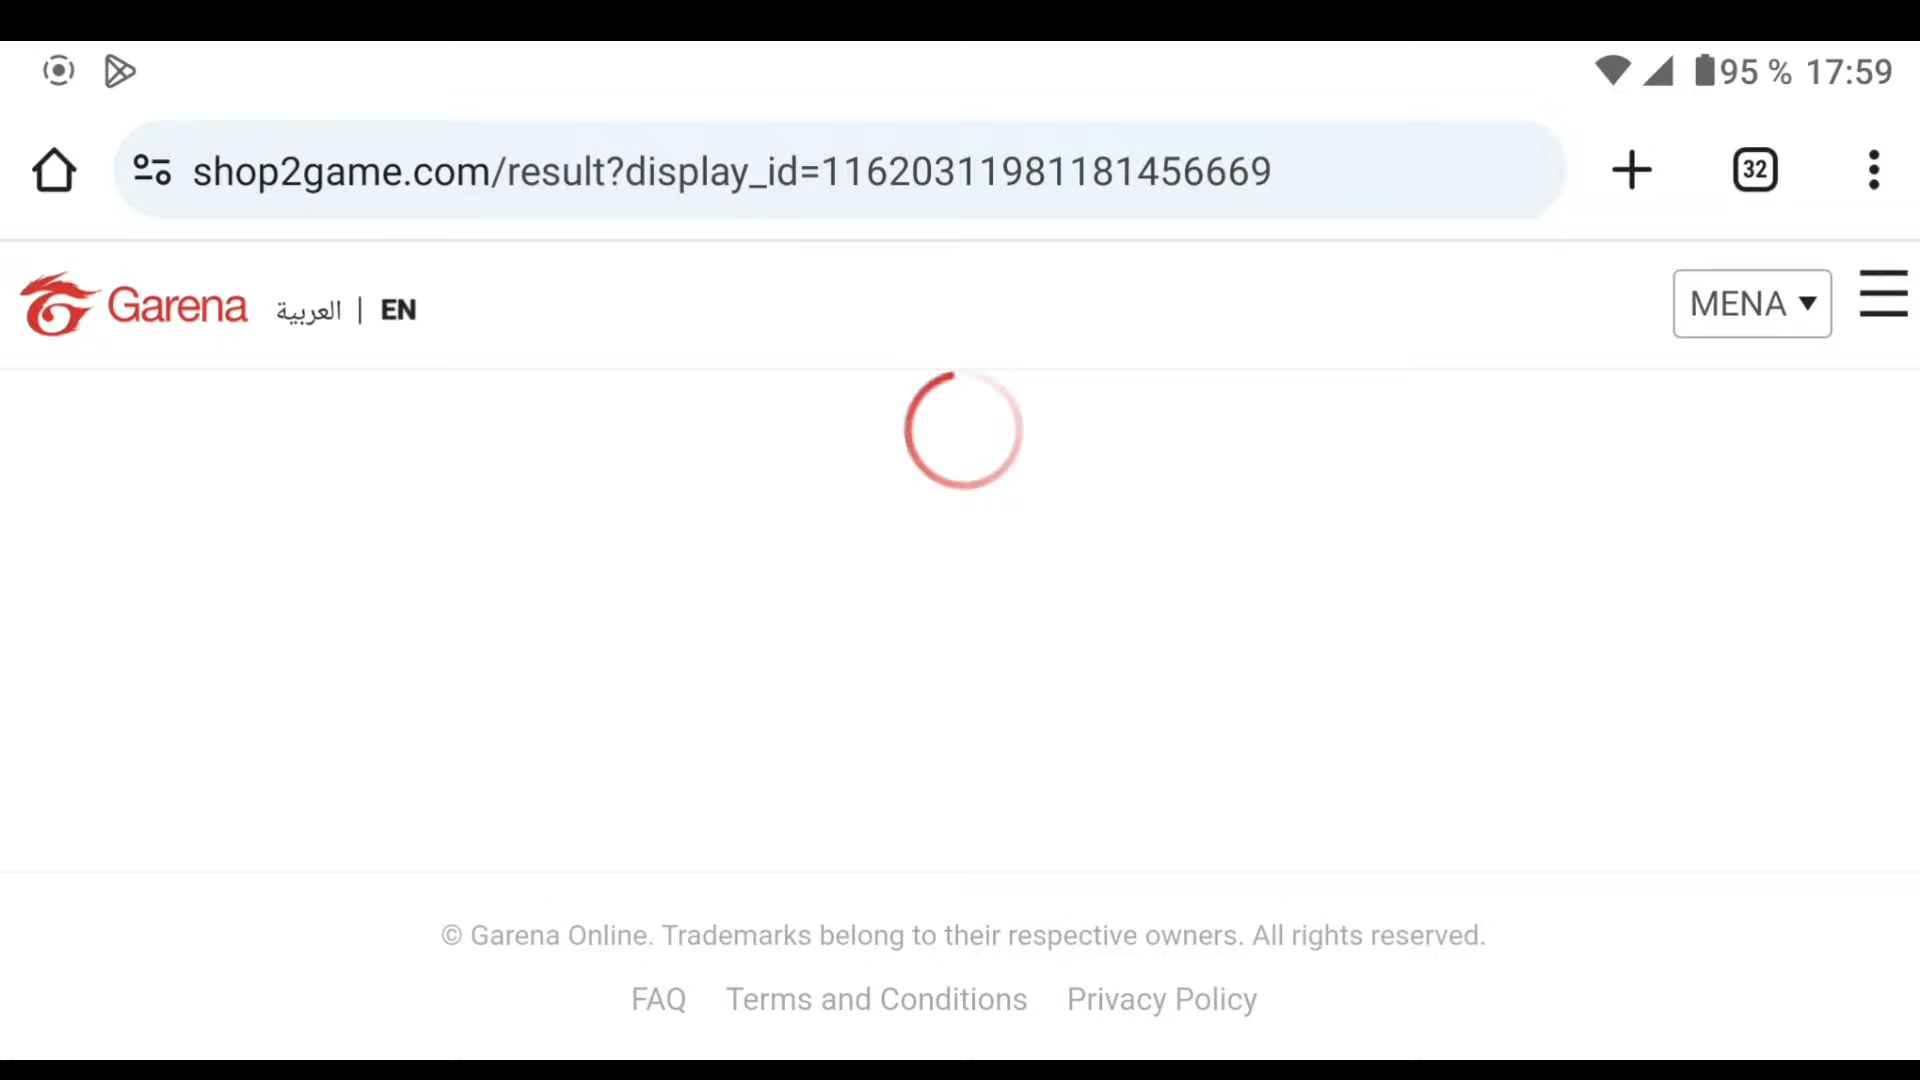 95 % 17:59
shop2game.com/result?display_id=11620311981181456669
32
Garena العربية | EN
MENA
© Garena Online. Trademarks belong to their respective owners. All rights reserved.
FAQ Terms and Conditions Privacy Policy